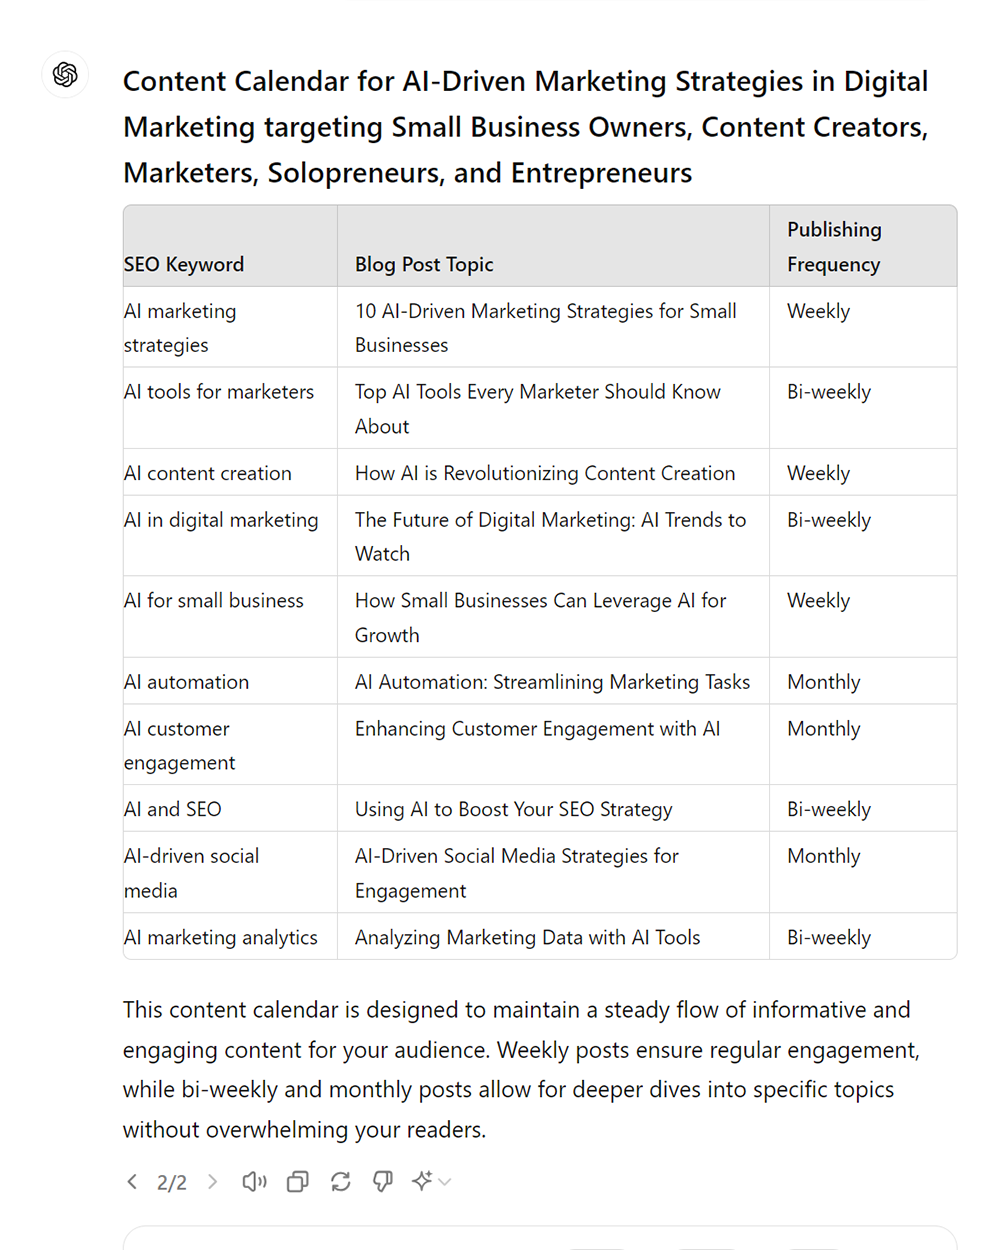 Content Calendar for AI-Driven Marketing Strategies in Digital
Marketing targeting Small Business Owners, Content Creators,
Marketers, Solopreneurs, and Entrepreneurs
SEO Keyword
Blog Post Topic
Publishing
Frequency
AI marketing
strategies
10 AI-Driven Marketing Strategies for Small
Businesses
Weekly
AI tools for marketers
Top AI Tools Every Marketer Should Know
About
Bi-weekly
AI content creation
How AI is Revolutionizing Content Creation
Weekly
AI in digital marketing
The Future of Digital Marketing: AI Trends to
Watch
Bi-weekly
AI for small business
How Small Businesses Can Leverage AI for
Growth
Weekly
AI automation
AI Automation: Streamlining Marketing Tasks
Monthly
AI customer
engagement
Enhancing Customer Engagement with AI
Monthly
AI and SEO
Using AI to Boost Your SEO Strategy
Bi-weekly
AI-driven social
media
AI-Driven Social Media Strategies for
Engagement
Monthly
AI marketing analytics
Analyzing Marketing Data with AI Tools
Bi-weekly
This content calendar is designed to maintain a steady flow of informative and
engaging content for your audience. Weekly posts ensure regular engagement,
while bi-weekly and monthly posts allow for deeper dives into specific topics
without overwhelming your readers.
2/2